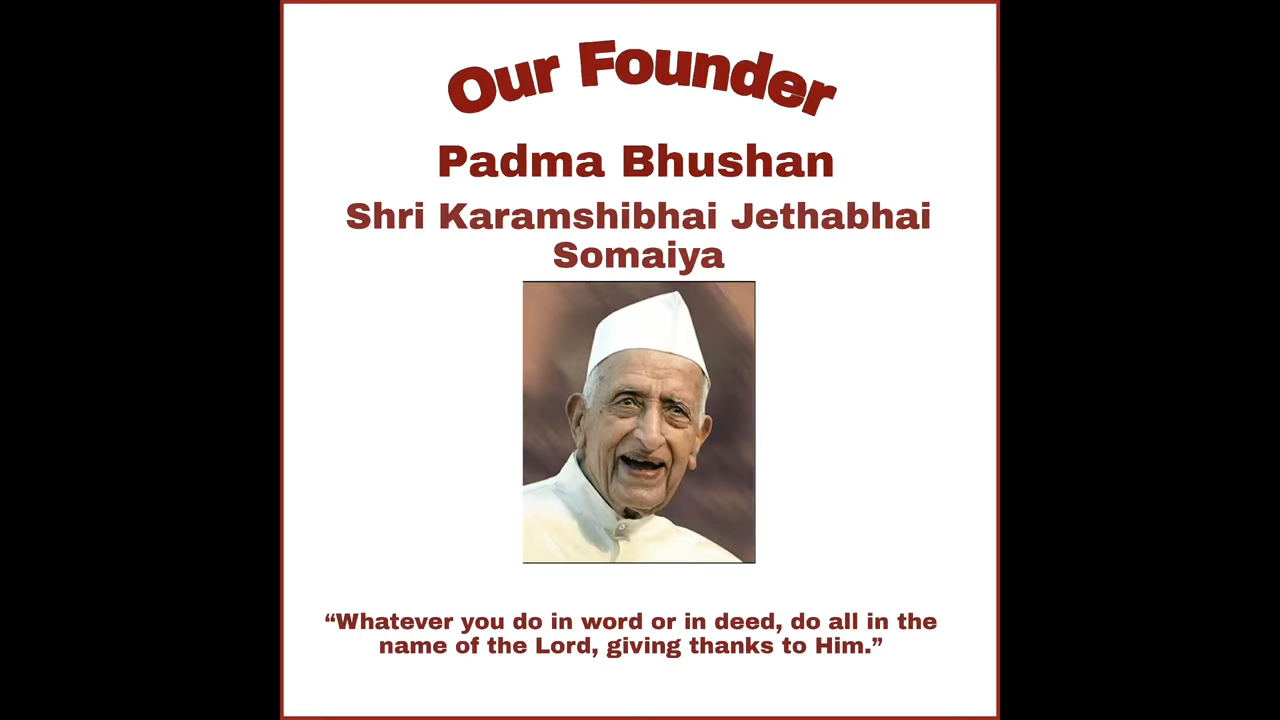 Our Founder
Padma Bhushan
Shri Karamshibhai Jethabhai
Somaiya
“Whatever you do in word or in deed, do all in the
name of the Lord, giving thanks to Him.”